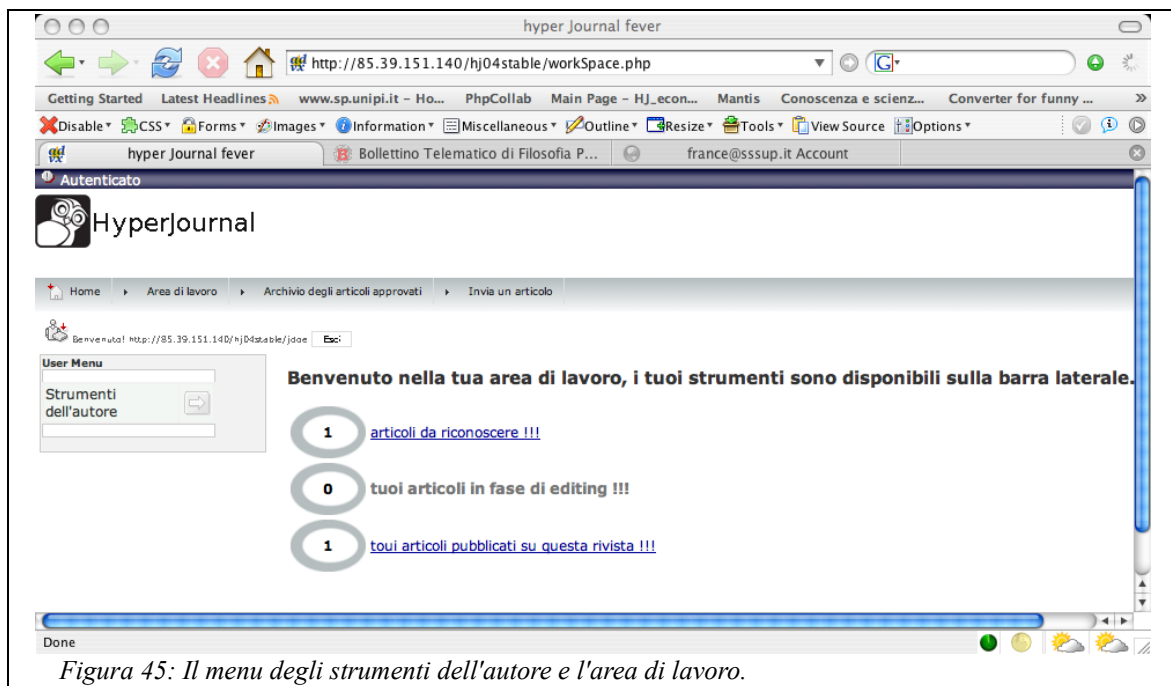 hyper Journal fever
http://85.39.151.140/hj04stable/workSpace.php G
Getting Started Latest Headlines www.sp.unipi.it – Ho... PhpCollab Main Page – HJ_econ... Mantis Conoscenza e scienz... Converter for funny ... »
Disable CSS Forms Images Information Miscellaneous Outline Resize Tools View Source Options
hyper Journal fever Bollettino Telematico di Filosofia P... france@sssup.it Account
Autenticato
HyperJournal
Home Area di lavoro Archivio degli articoli approvati Invia un articolo
Benvenuto! http://85.39.151.140/hj04stable/jdoe Esci
User Menu
Strumenti
dell'autore
Benvenuto nella tua area di lavoro, i tuoi strumenti sono disponibili sulla barra laterale.
1 articoli da riconoscere !!!
0 tuoi articoli in fase di editing !!!
1 toui articoli pubblicati su questa rivista !!!
Done
Figura 45: Il menu degli strumenti dell'autore e l'area di lavoro.